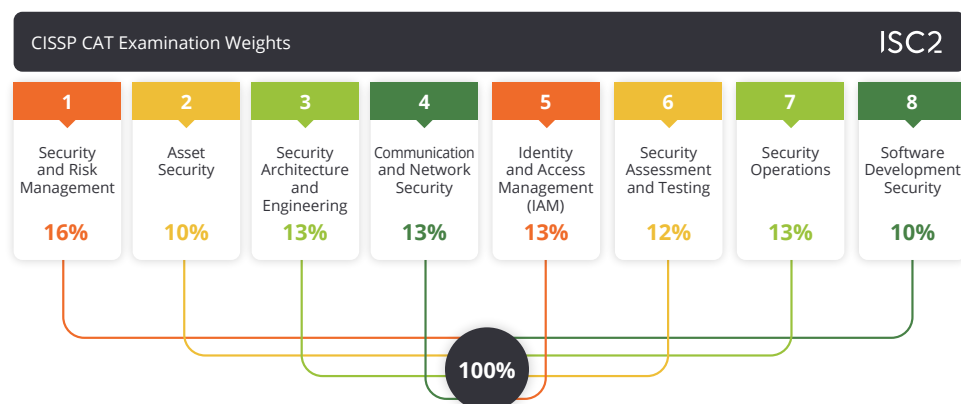 CISSP CAT Examination Weights
ISC2
1
Security
and Risk
Management
16%
2
Asset
Security
10%
3
Security
Architecture
and
Engineering
13%
4
Communication
and Network
Security
13%
5
Identity
and Access
Management
(IAM)
13%
6
Security
Assessment
and Testing
12%
7
Security
Operations
13%
8
Software
Development
Security
10%
100%